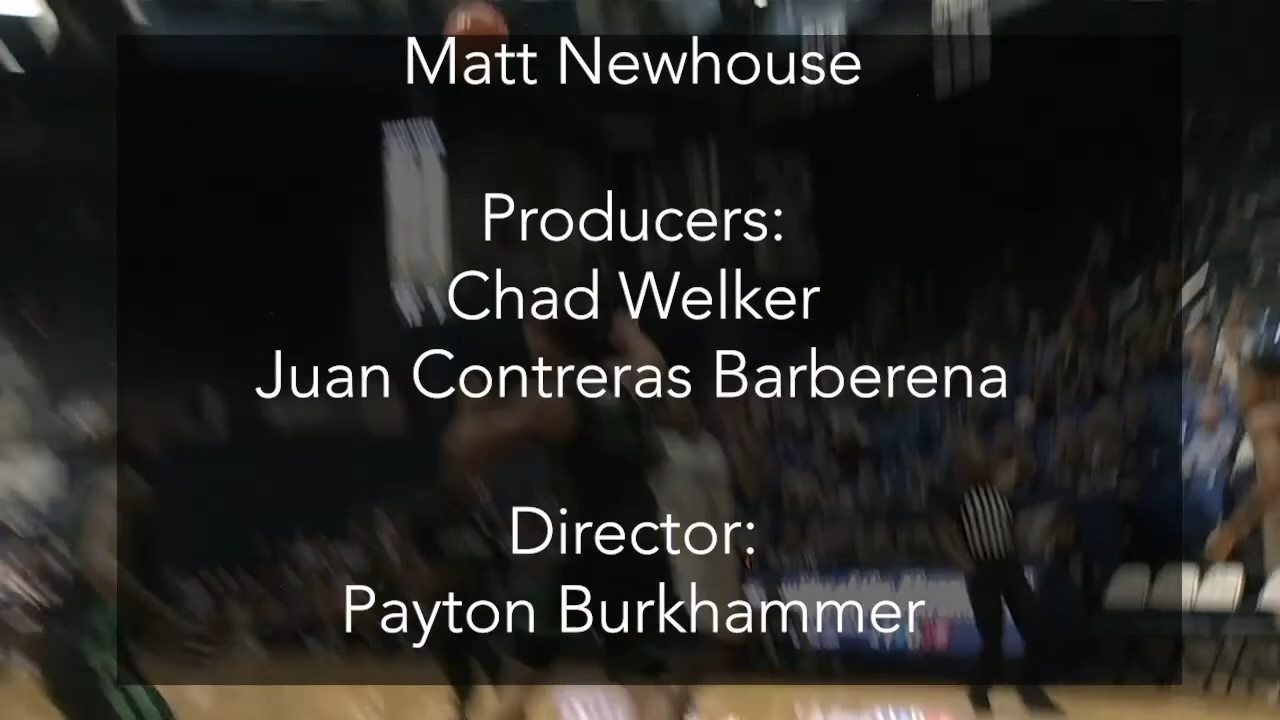 Matt Newhouse
Producers:
Chad Welker
Juan Contreras Barberena
Director:
Payton Burkhammer